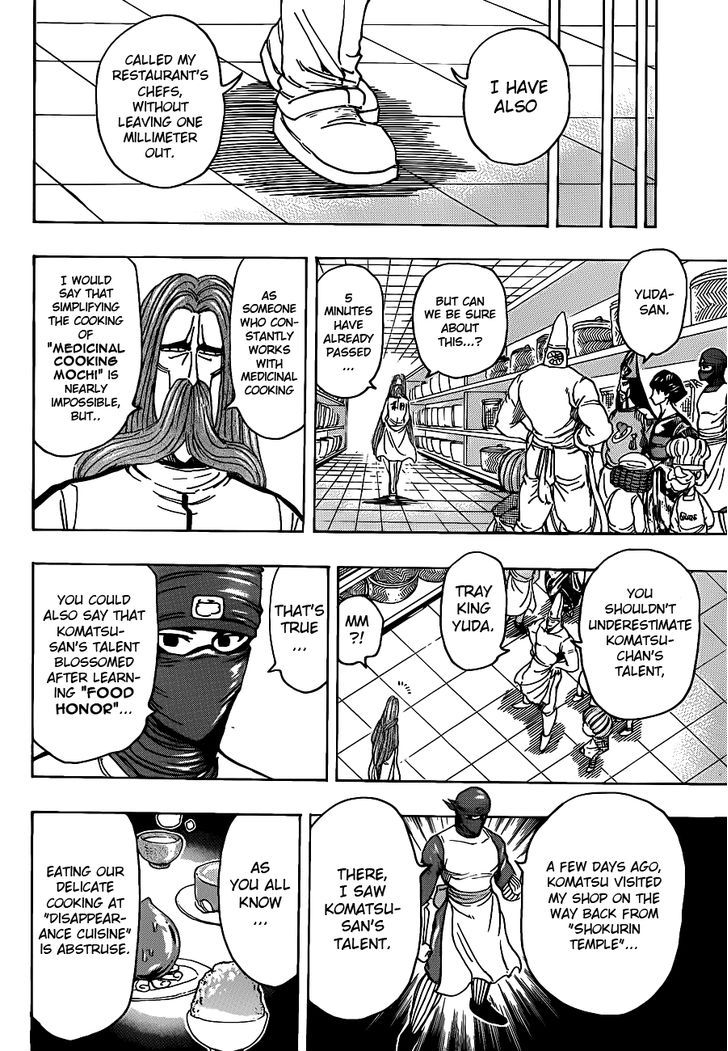 I HAVE
ALSO
CALLED MY
RESTAURANT'S
CHEFS,
WITHOUT
LEAVING ONE
MILLIMETER
OUT.
YUDA-
SAN.
BUT CAN
WE BE SURE
ABOUT
THIS...?
5
MINUTES
HAVE
ALREADY
PASSED
...
AS
SOMEONE
WHO CON-
STANTLY
WORKS
WITH
MEDICINAL
COOKING
I WOULD
SAY THAT
SIMPLIFYING
THE COOKING
OF
"MEDICINAL
COOKING
MOCHI" IS
NEARLY
IMPOSSIBLE,
BUT..
YOU
SHOULDN'T
UNDERESTIMATE
KOMATSU-
CHAN'S
TALENT,
TRAY
KING
YUDA.
MM
?!
THAT'S
TRUE ...
YOU COULD
ALSO SAY THAT
KOMATSU-
SAN'S TALENT
BLOSSOMED
AFTER LEARN-
ING "FOOD
HONOR"...
A FEW DAYS AGO,
KOMATSU VISITED
MY SHOP ON THE
WAY BACK FROM
"SHOKURIN
TEMPLE"...
THERE,
I SAW
KOMATSU-
SAN'S
TALENT.
AS
YOU ALL
KNOW
...
EATING OUR
DELICATE
COOKING AT
"DISAPPEAR-
ANCE CUISINE"
IS ABSTRUSE.